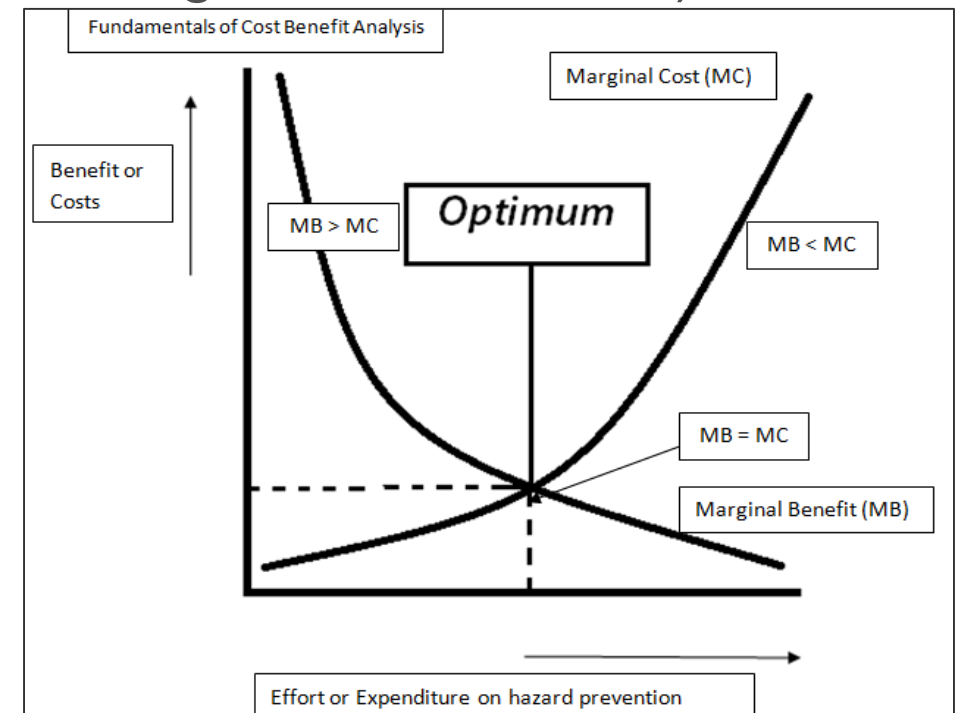 Fundamentals of Cost Benefit Analysis
Marginal Cost (MC)
Benefit or
Costs
Optimum
MB > MC
MB < MC
MB = MC
Marginal Benefit (MB)
Effort or Expenditure on hazard prevention